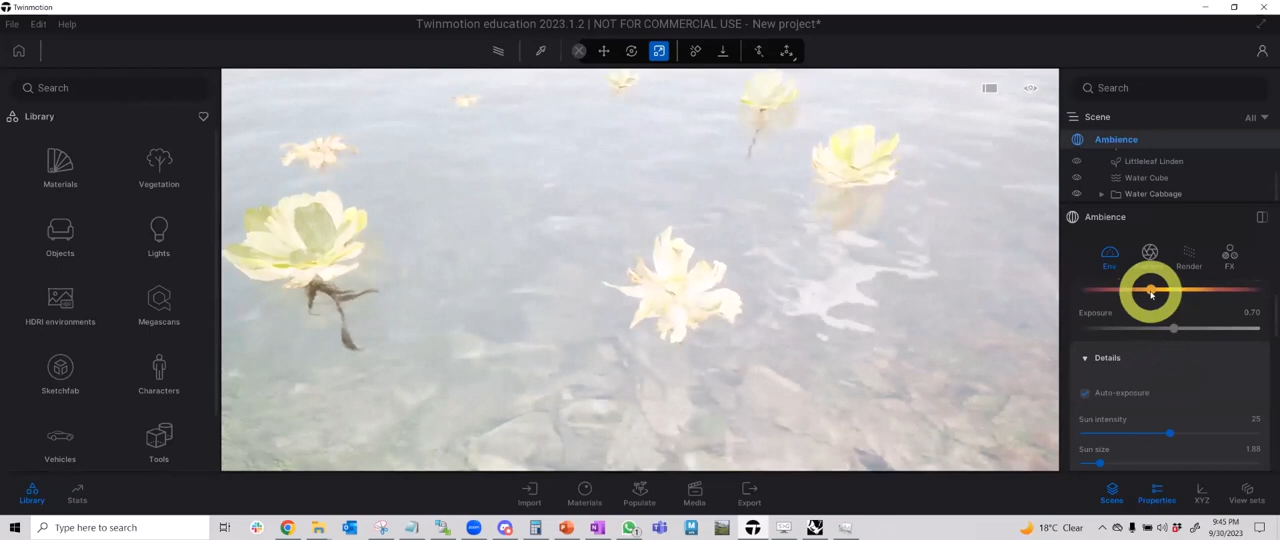 Twinmotion
File Edit Help
Twinmotion education 2023.1.2 | NOT FOR COMMERCIAL USE - New project*
Search
Library
Materials
Vegetation
Objects
Lights
HDRI environments
Megascans
Sketchfab
Characters
Vehicles
Tools
Search
Scene All
Ambience
Littleleaf Linden
Water Cube
Water Cabbage
Ambience
Env Render FX
Exposure 0.70
Details
Auto-exposure
Sun intensity 25
Sun size 1.88
Library Stats Import Materials Populate Media Export Scene Properties XYZ View sets
Type here to search
18°C Clear
9:45 PM
9/30/2023